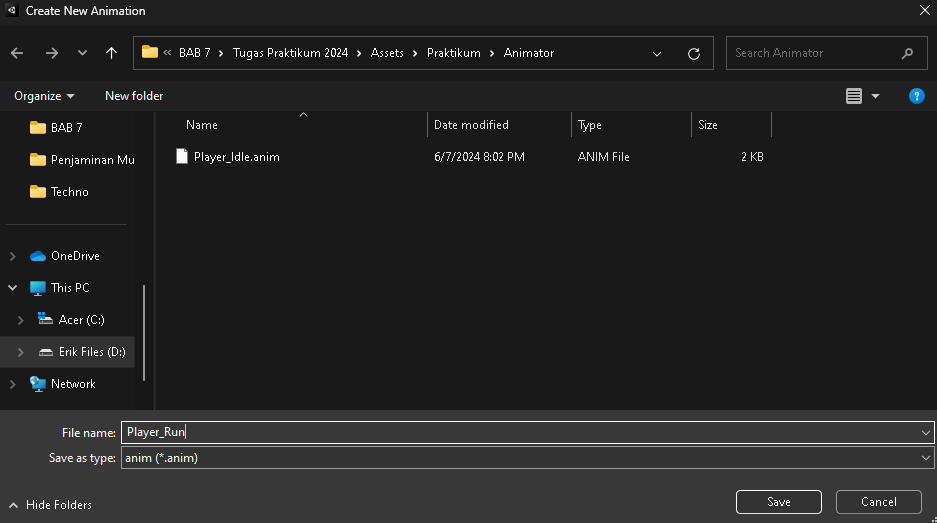 Create New Animation
« BAB 7 > Tugas Praktikum 2024 > Assets > Praktikum > Animator
Search Animator
Organize
New folder
?
BAB 7
Penjaminan Mu
Techno
OneDrive
This PC
Acer (C:)
Erik Files (D:)
Network
Name Date modified Type Size
Player_Idle.anim 6/7/2024 8:02 PM ANIM File 2 KB
File name: Player_Run
Save as type: anim (*.anim)
Hide Folders
Save
Cancel